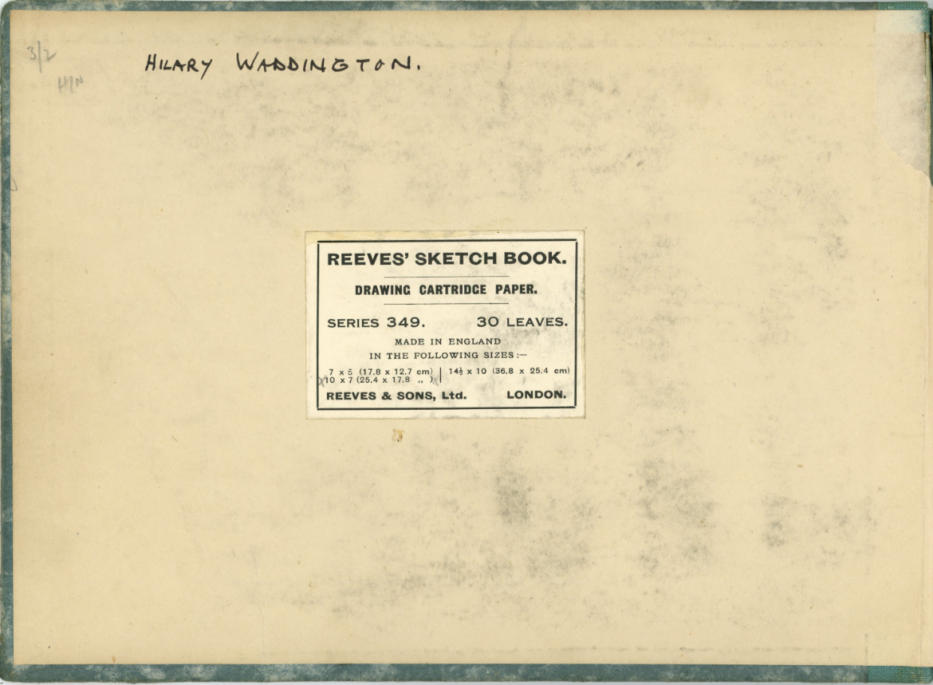 3/2
HILARY WADDINGTON.
REEVES' SKETCH BOOK.
DRAWING CARTRIDGE PAPER.
SERIES 349. 30 LEAVES.
MADE IN ENGLAND
IN THE FOLLOWING SIZES:—
7 x 5 (17.8 x 12.7 cm) | 14½ x 10 (36.8 x 25.4 cm)
10 x 7 (25.4 x 17.8 „ )
REEVES & SONS, Ltd. LONDON.